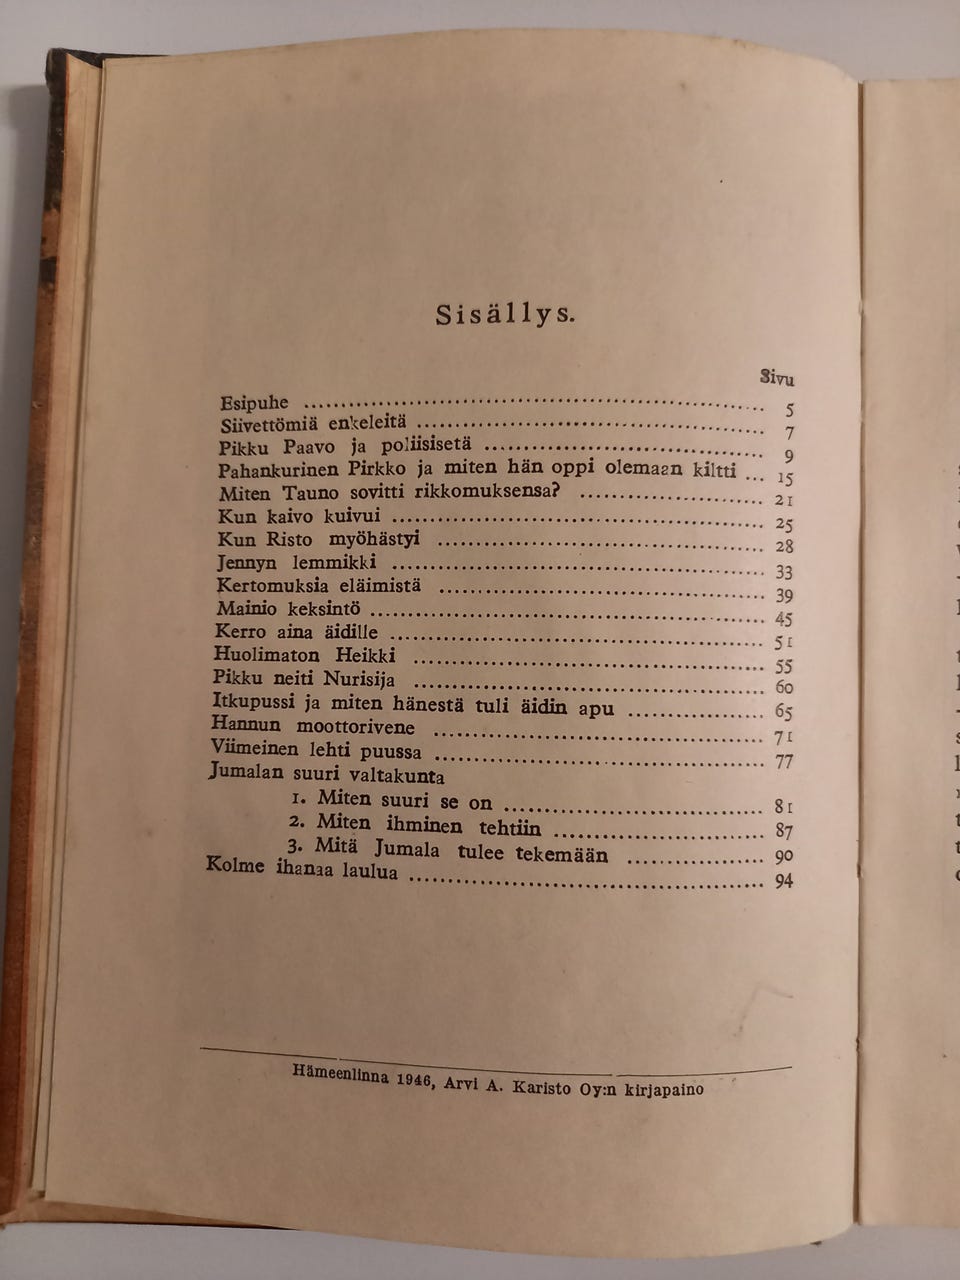 Sisällys.
Sivu
Esipuhe ........................................ 5
Siivettömiä enkeleitä ........................................ 7
Pikku Paavo ja poliisisetä ........................................ 9
Pahankurinen Pirkko ja miten hän oppi olemaan kiltti ... 15
Miten Tauno sovitti rikkomuksensa? ........................................ 21
Kun kaivo kuivui ........................................ 25
Kun Risto myöhästyi ........................................ 28
Jennyn lemmikki ........................................ 33
Kertomuksia eläimistä ........................................ 39
Mainio keksintö ........................................ 45
Kerro aina äidille ........................................ 51
Huolimaton Heikki ........................................ 55
Pikku neiti Nurisija ........................................ 60
Itkupussi ja miten hänestä tuli äidin apu .................. 65
Hannun moottorivene ........................................ 71
Viimeinen lehti puussa ........................................ 77
Jumalan suuri valtakunta
1. Miten suuri se on ........................................ 81
2. Miten ihminen tehtiin ........................................ 87
3. Mitä Jumala tulee tekemään .................. 90
Kolme ihanaa laulua ........................................ 94
Hämeenlinna 1946, Arvi A. Karisto Oy:n kirjapaino